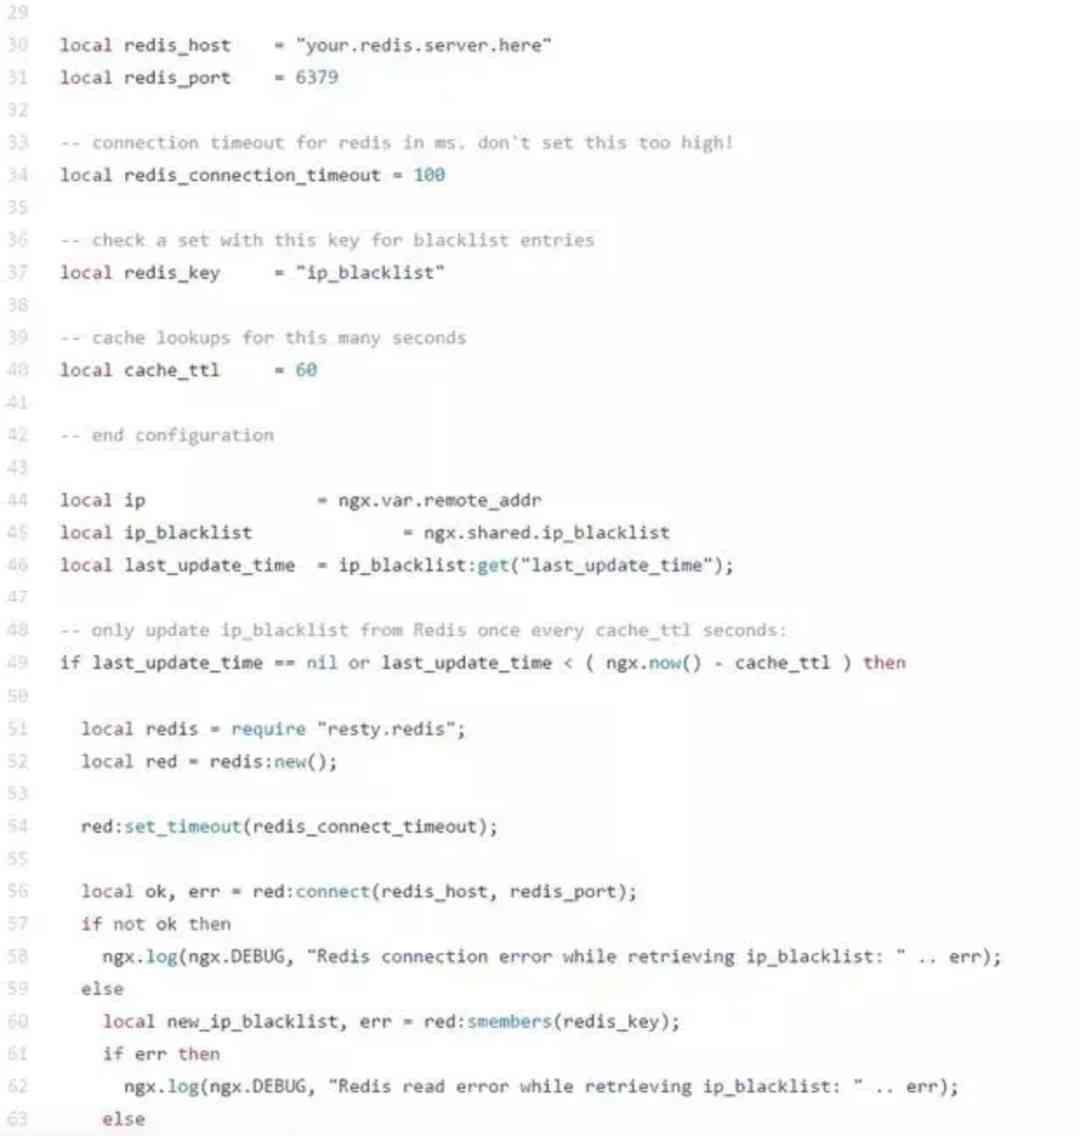 29
30 local redis_host    = "your.redis.server.here"
31 local redis_port    = 6379
32
33 -- connection timeout for redis in ms. don't set this too high!
34 local redis_connection_timeout = 100
35
36 -- check a set with this key for blacklist entries
37 local redis_key     = "ip_blacklist"
38
39 -- cache lookups for this many seconds
40 local cache_ttl     = 60
41
42 -- end configuration
43
44 local ip                = ngx.var.remote_addr
45 local ip_blacklist              = ngx.shared.ip_blacklist
46 local last_update_time  = ip_blacklist:get("last_update_time");
47
48 -- only update ip_blacklist from Redis once every cache_ttl seconds:
49 if last_update_time == nil or last_update_time < ( ngx.now() - cache_ttl ) then
50
51   local redis = require "resty.redis";
52   local red = redis:new();
53
54   red:set_timeout(redis_connect_timeout);
55
56   local ok, err = red:connect(redis_host, redis_port);
57   if not ok then
58     ngx.log(ngx.DEBUG, "Redis connection error while retrieving ip_blacklist: " .. err);
59   else
60     local new_ip_blacklist, err = red:smembers(redis_key);
61     if err then
62       ngx.log(ngx.DEBUG, "Redis read error while retrieving ip_blacklist: " .. err);
63     else